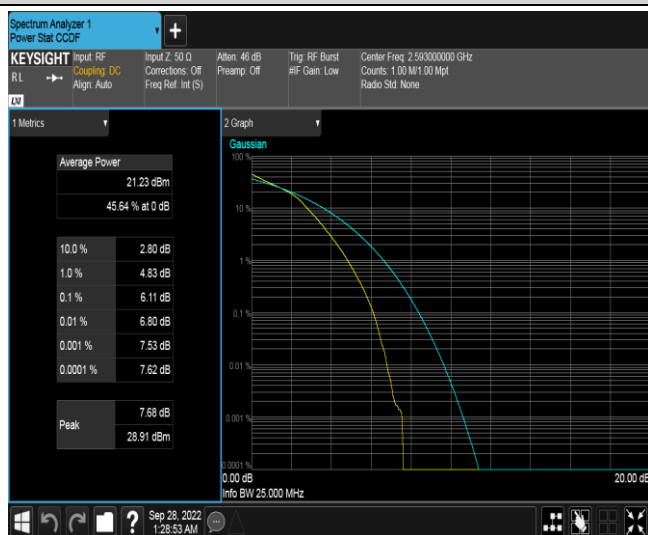 Spectrum Analyzer 1
Power Stat CCDF
+
KEYSIGHT
RL
LXI
Input: RF
Coupling: DC
Align: Auto
Input Z: 50 Ω
Corrections: Off
Freq Ref: Int (S)
Atten: 46 dB
Preamp: Off
Trig: RF Burst
#IF Gain: Low
Center Freq: 2.593000000 GHz
Counts: 1.00 M/1.00 Mpt
Radio Std: None
1 Metrics
Average Power
21.23 dBm
45.64 % at 0 dB
10.0 % 2.80 dB
1.0 % 4.83 dB
0.1 % 6.11 dB
0.01 % 6.80 dB
0.001 % 7.53 dB
0.0001 % 7.62 dB
Peak
7.68 dB
28.91 dBm
2 Graph
Gaussian
100 %
10 %
1 %
0.1 %
0.01 %
0.001 %
0.0001 %
0.00 dB
20.00 dB
Info BW 25.000 MHz
?
Sep 28, 2022
1:28:53 AM